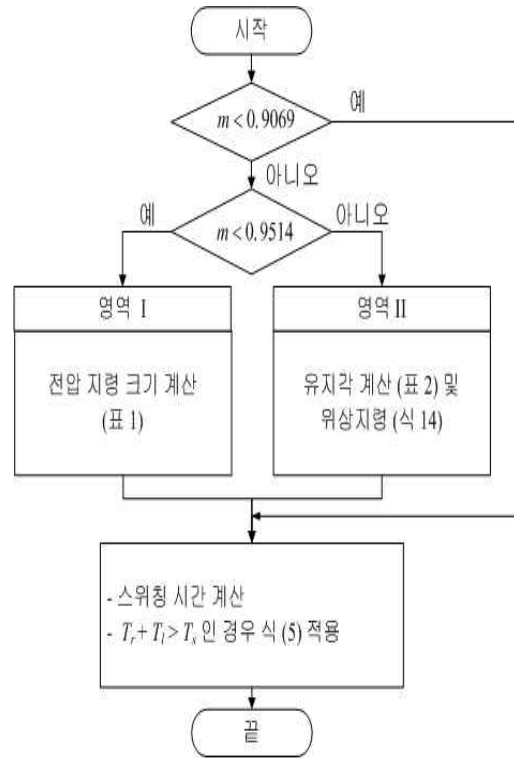 시작
m < 0.9069
예
아니오
예
m < 0.9514
아니오
영역 I
영역 II
전압 지령 크기 계산
(표 1)
유지각 계산 (표 2) 및
위상지령 (식 14)
- 스위칭 시간 계산
- Tr + Tl > Ts 인 경우 식 (5) 적용
끝